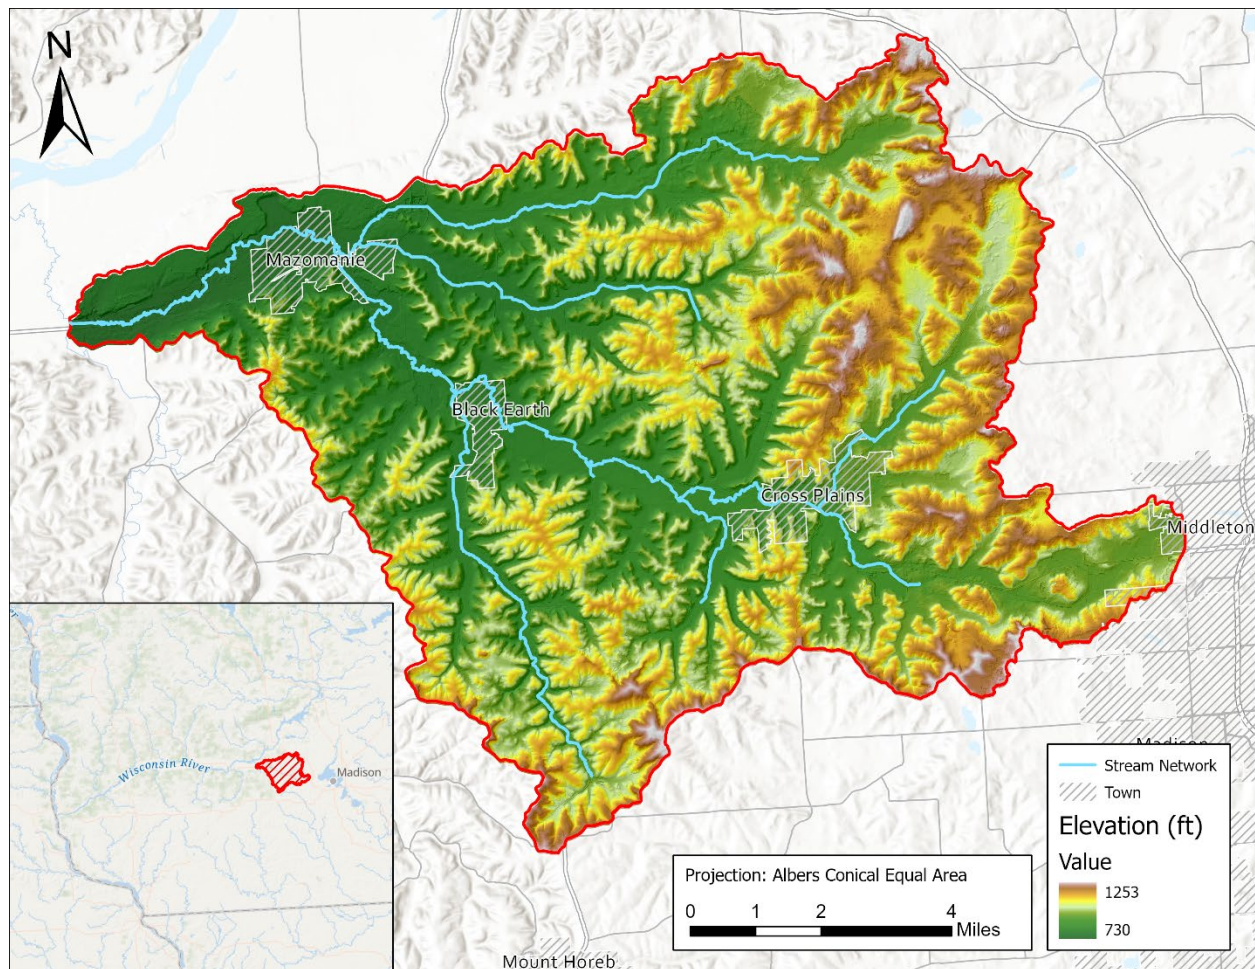 N
Mazomanie
Black Earth
Cross Plains
Middleton
Wisconsin River
Madison
Madison
Stream Network
Town
Elevation (ft)
Value
1253
730
Projection: Albers Conical Equal Area
0 1 2 4
Miles
Mount Horeb